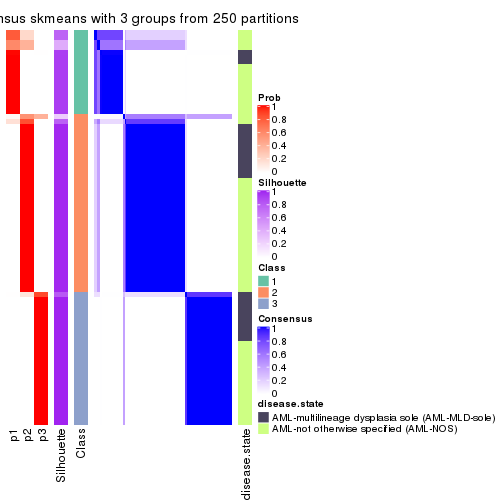 nsus skmeans with 3 groups from 250 partitions
Prob
1
0.8
0.6
0.4
0.2
0
Silhouette
1
0.8
0.6
0.4
0.2
0
Class
1
2
3
Consensus
1
0.8
0.6
0.4
0.2
0
disease.state
AML-multilineage dysplasia sole (AML-MLD-sole)
AML-not otherwise specified (AML-NOS)
p1
p2
p3
Silhouette
Class
disease.state